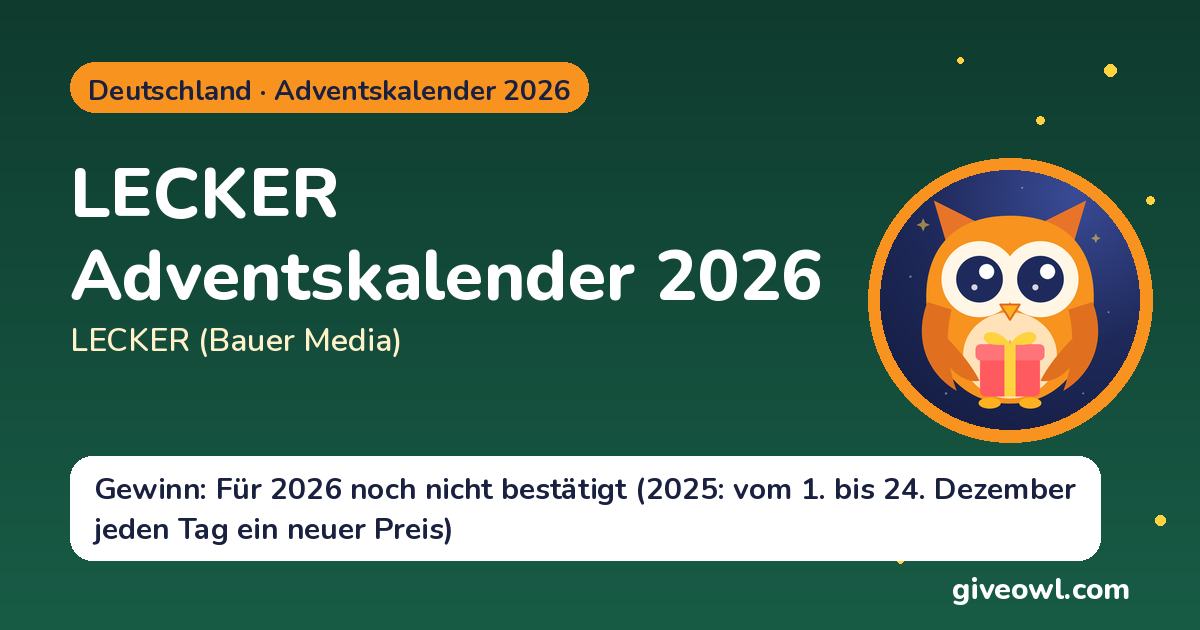 Deutschland · Adventskalender 2026
LECKER
Adventskalender 2026
LECKER (Bauer Media)
Gewinn: Für 2026 noch nicht bestätigt (2025: vom 1. bis 24. Dezember
jeden Tag ein neuer Preis)
giveowl.com